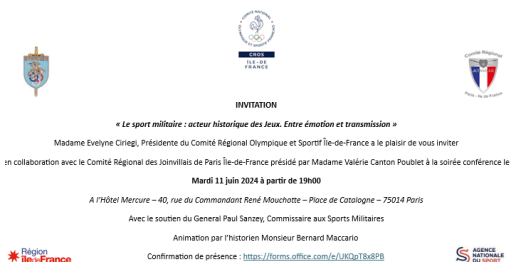 COMITÉ NATIONAL OLYMPIQUE ET SPORTIF FRANÇAIS
CROS
ÎLE-DE-FRANCE
Comité Régional
Paris - Ile de France
INVITATION
« Le sport militaire : acteur historique des Jeux. Entre émotion et transmission »
Madame Evelyne Ciriegi, Présidente du Comité Régional Olympique et Sportif Île-de-France a le plaisir de vous inviter
en collaboration avec le Comité Régional des Joinvillais de Paris Île-de-France présidé par Madame Valérie Canton Poublet à la soirée conférence le
Mardi 11 juin 2024 à partir de 19h00
A l'Hôtel Mercure – 40, rue du Commandant René Mouchotte – Place de Catalogne – 75014 Paris
Avec le soutien du General Paul Sanzey, Commissaire aux Sports Militaires
Animation par l'historien Monsieur Bernard Maccario
Confirmation de présence : https://forms.office.com/e/UKQpT8x8PB
Région
île de France
AGENCE
NATIONALE
DU SPORT